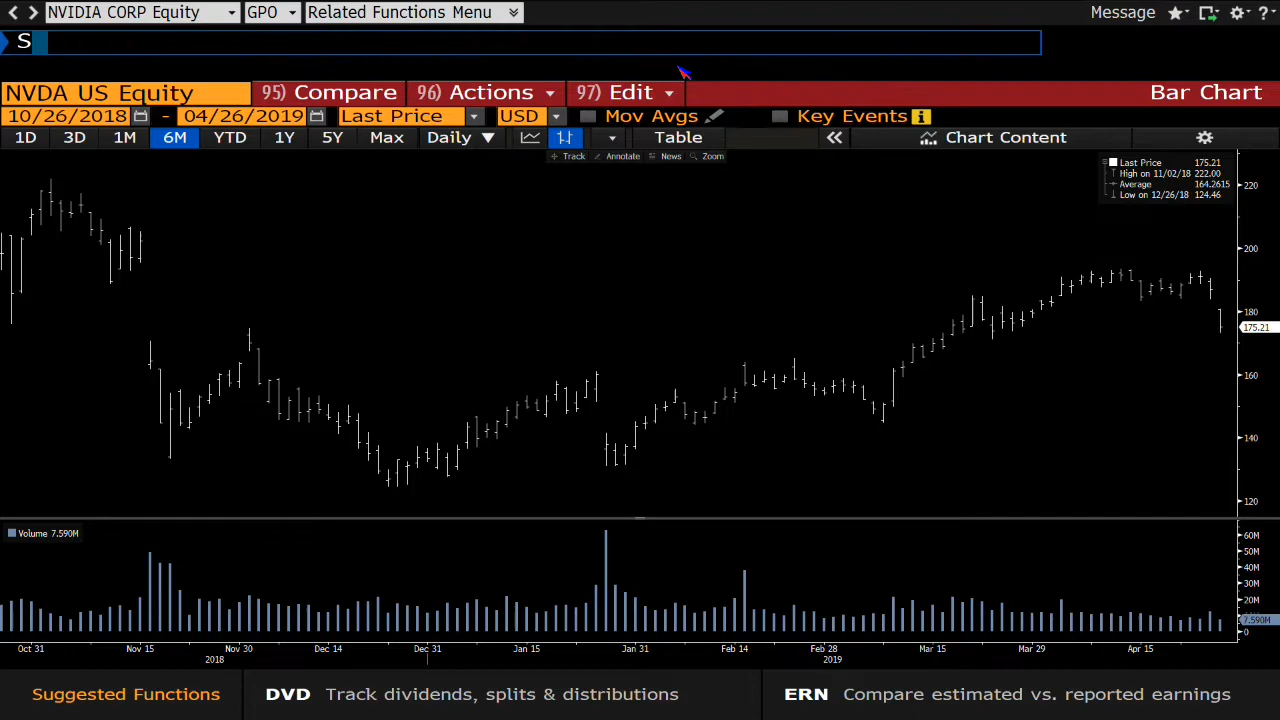 NVIDIA CORP Equity GPO Related Functions Menu Message ?
S
NVDA US Equity 95) Compare 96) Actions 97) Edit Bar Chart
10/26/2018 - 04/26/2019 Last Price USD Mov Avgs Key Events i
1D 3D 1M 6M YTD 1Y 5Y Max Daily Table Chart Content
Track Annotate News Zoom
Last Price 175.21
High on 11/02/18 222.00
Average 164.2615
Low on 12/26/18 124.46
220
200
180
175.21
160
140
120
Volume 7.590M
60M
50M
40M
30M
20M
7.590M
0
Oct 31 Nov 15 Nov 30 Dec 14 Dec 31 Jan 15 Jan 31 Feb 14 Feb 28 Mar 15 Mar 29 Apr 15
2018 2019
Suggested Functions DVD Track dividends, splits & distributions ERN Compare estimated vs. reported earnings